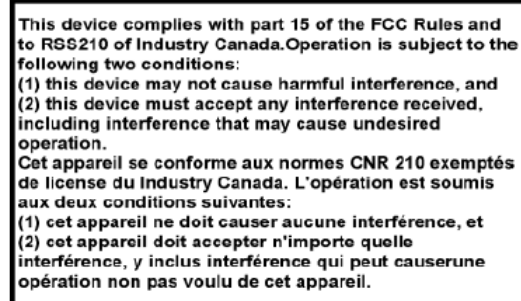 This device complies with part 15 of the FCC Rules and
to RSS210 of Industry Canada.Operation is subject to the
following two conditions:
(1) this device may not cause harmful interference, and
(2) this device must accept any interference received,
including interference that may cause undesired
operation.
Cet appareil se conforme aux normes CNR 210 exemptés
de license du Industry Canada. L'opération est soumis
aux deux conditions suivantes:
(1) cet appareil ne doit causer aucune interférence, et
(2) cet appareil doit accepter n'importe quelle
interférence, y inclus interférence qui peut causerune
opération non pas voulu de cet appareil.